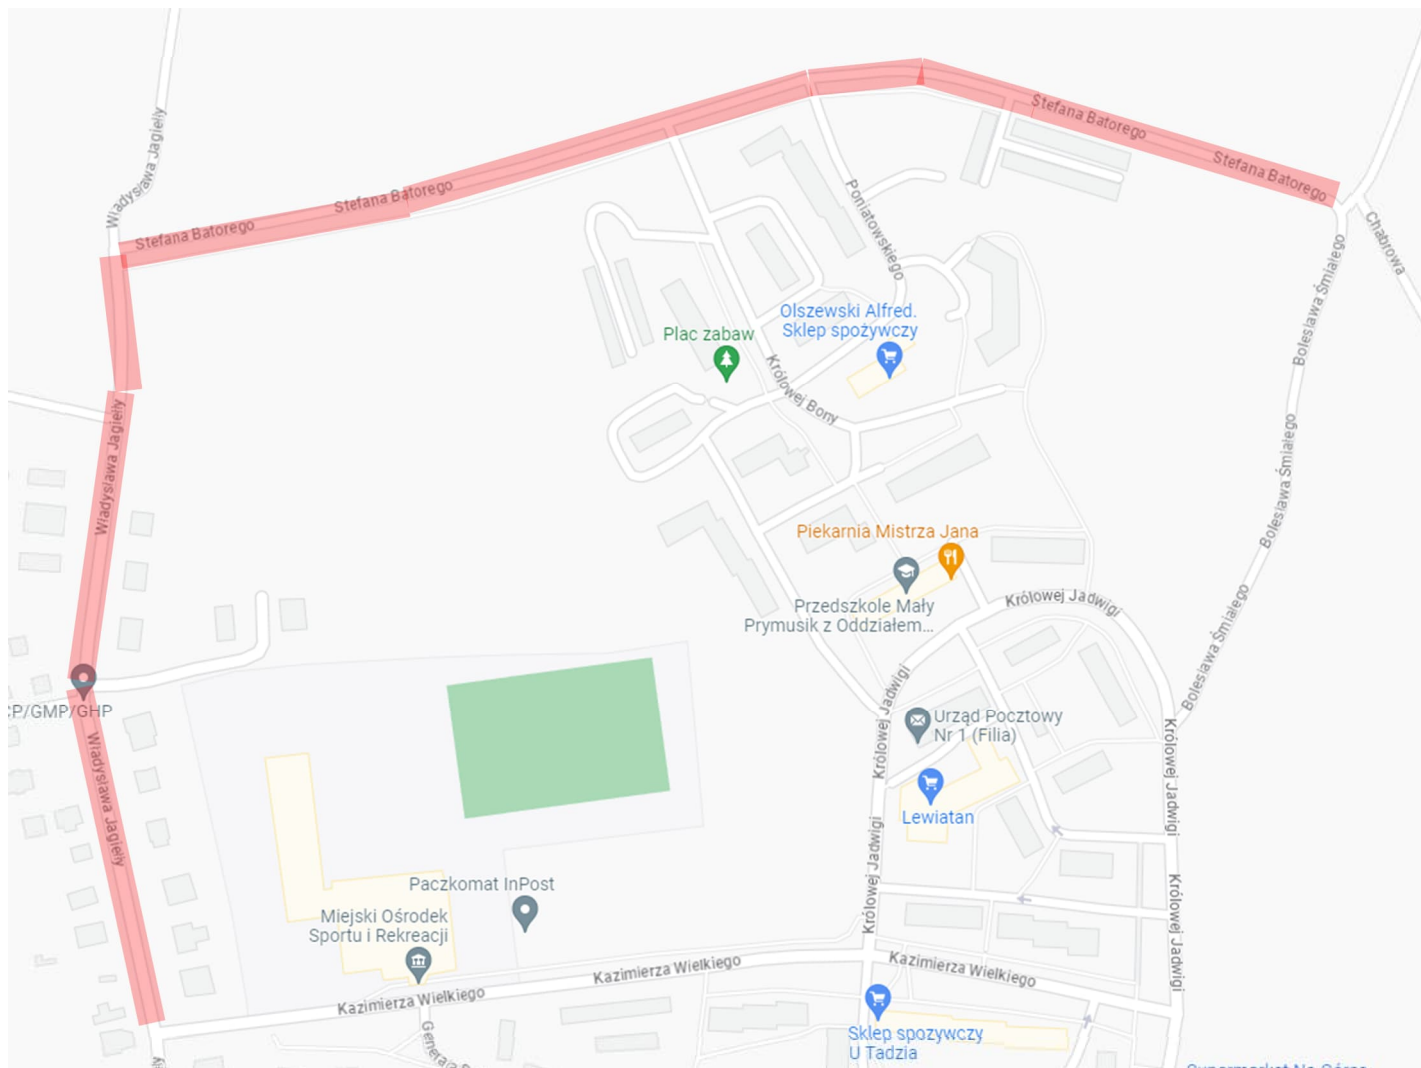 Władysława Jagiełły
Stefana Batorego
Stefana Batorego
Stefana Batorego
Stefana Batorego
Chabrowa
Poniatowskiego
Bolesława Śmiałego
Olszewski Alfred.
Sklep spożywczy
Plac zabaw
Królowej Bony
Władysława Jagiełły
Bolesława Śmiałego
Piekarnia Mistrza Jana
Przedszkole Mały
Prymusik z Oddziałem...
Królowej Jadwigi
Bolesława Śmiałego
CP/GMP/GHP
Królowej Jadwigi
Urząd Pocztowy
Nr 1 (Filia)
Władysława Jagiełły
Królowej Jadwigi
Lewiatan
Królowej Jadwigi
Paczkomat InPost
Miejski Ośrodek
Sportu i Rekreacji
Królowej Jadwigi
Kazimierza Wielkiego
Kazimierza Wielkiego
Kazimierza Wielkiego
Sklep spożywczy
U Tadzia